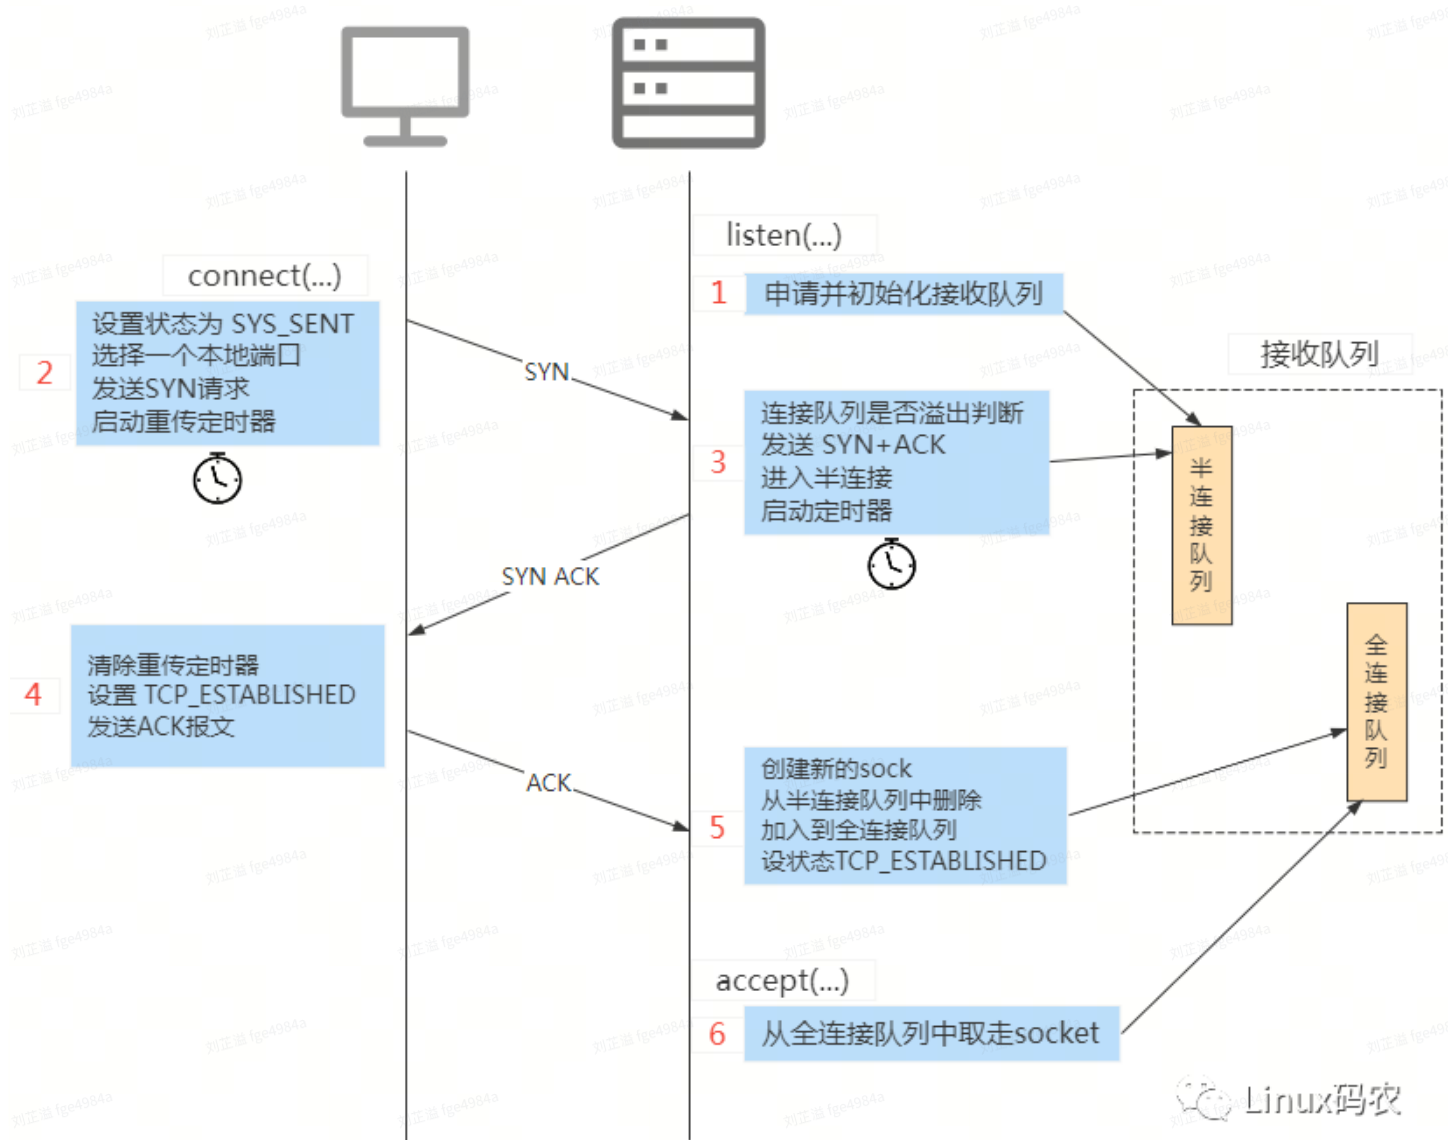 listen(...)
connect(...)
1
申请并初始化接收队列
接收队列
2
设置状态为 SYS_SENT
选择一个本地端口
发送SYN请求
启动重传定时器
SYN
3
连接队列是否溢出判断
发送 SYN+ACK
进入半连接
启动定时器
半连接队列
SYN ACK
4
清除重传定时器
设置 TCP_ESTABLISHED
发送ACK报文
全连接队列
ACK
5
创建新的sock
从半连接队列中删除
加入到全连接队列
设状态TCP_ESTABLISHED
accept(...)
6
从全连接队列中取走socket
Linux码农
刘正溢 fge4984a